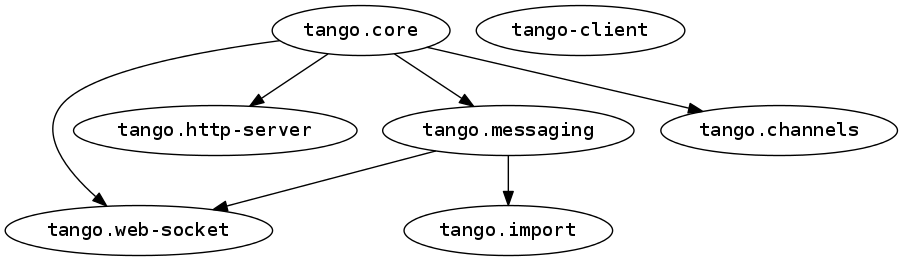 tango.core
tango-client
tango.http-server
tango.messaging
tango.channels
tango.web-socket
tango.import